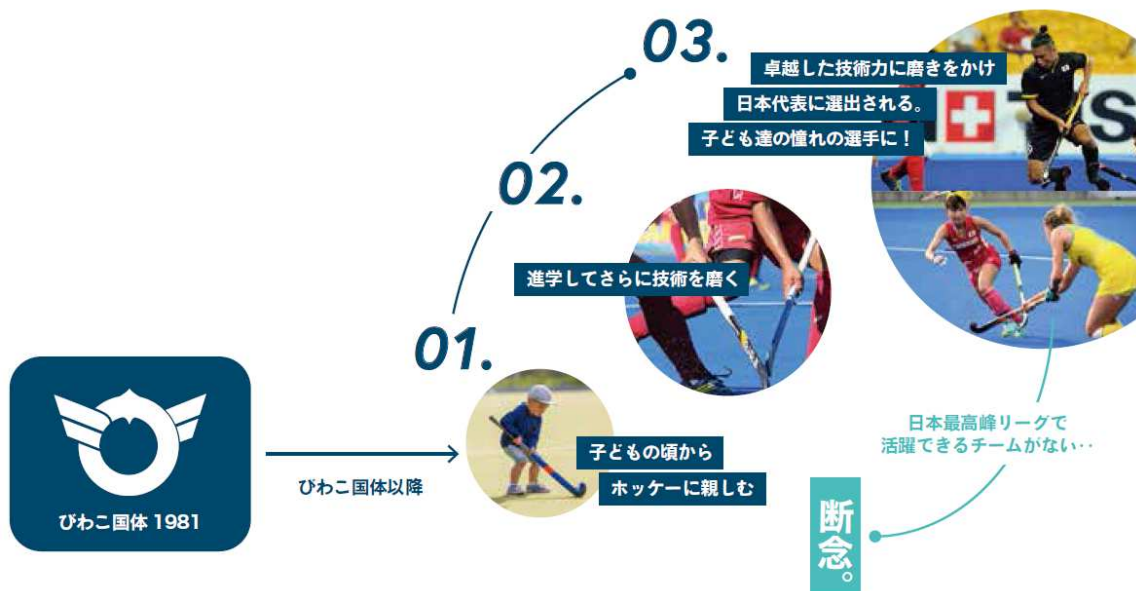 03.
卓越した技術力に磨きをかけ
日本代表に選出される。
子ども達の憧れの選手に！
02.
進学してさらに技術を磨く
01.
子どもの頃から
ホッケーに親しむ
びわこ国体 1981
びわこ国体以降
日本最高峰リーグで
活躍できるチームがない‥
断念。